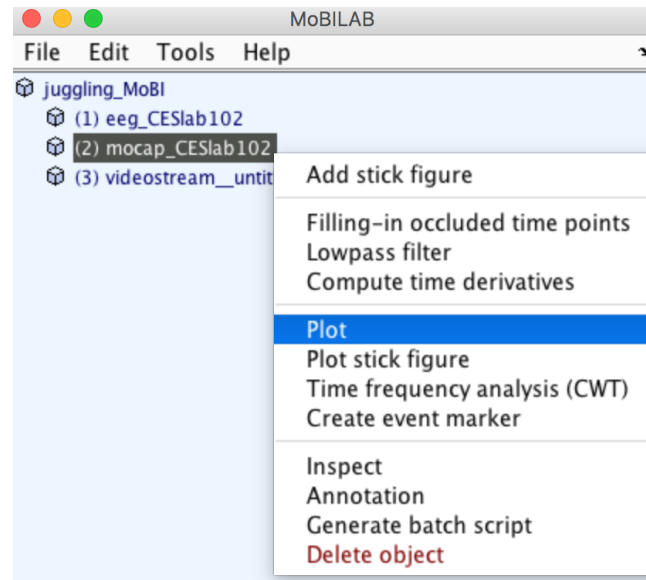 MoBILAB
File Edit Tools Help
juggling_MoBI
(1) eeg_CESlab102
(2) mocap_CESlab102
(3) videostream__untit
Add stick figure
Filling-in occluded time points
Lowpass filter
Compute time derivatives
Plot
Plot stick figure
Time frequency analysis (CWT)
Create event marker
Inspect
Annotation
Generate batch script
Delete object